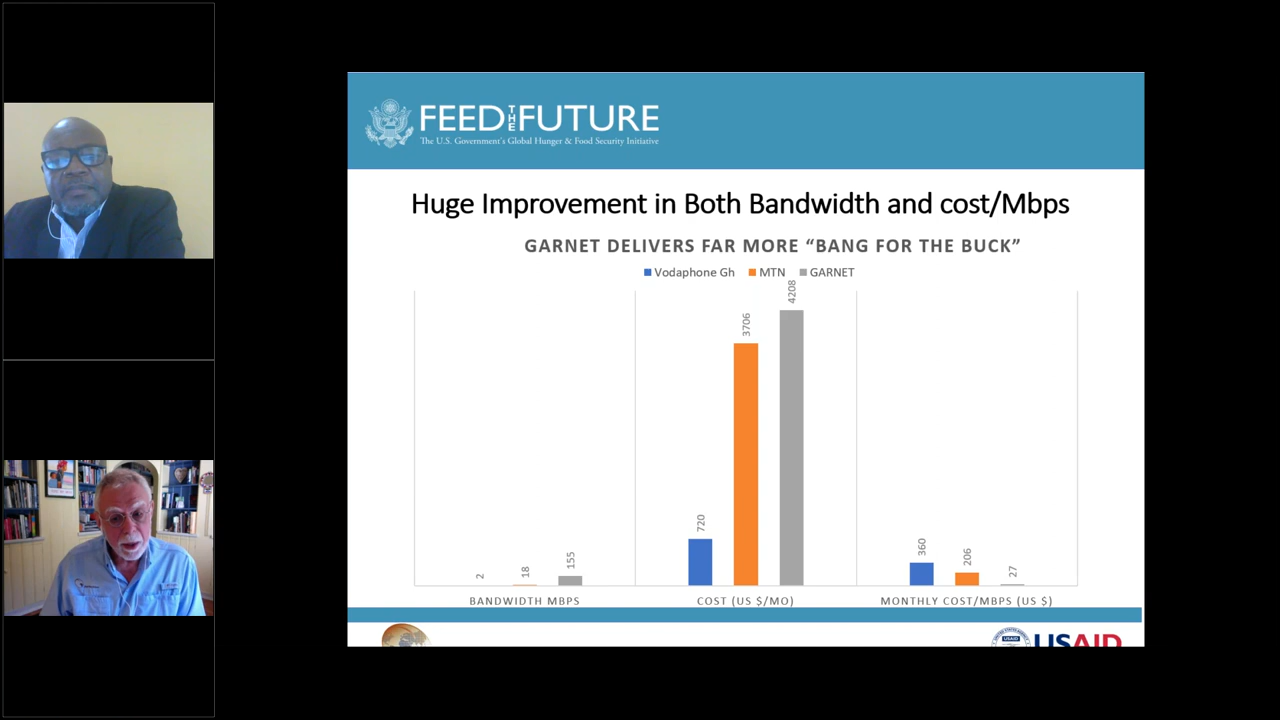 FEED THE FUTURE
The U.S. Government's Global Hunger & Food Security Initiative
Huge Improvement in Both Bandwidth and cost/Mbps
GARNET DELIVERS FAR MORE “BANG FOR THE BUCK”
Vodaphone Gh MTN GARNET
2
18
155
720
3706
4208
360
206
27
BANDWIDTH MBPS
COST (US $/MO)
MONTHLY COST/MBPS (US $)
USAID
USAID